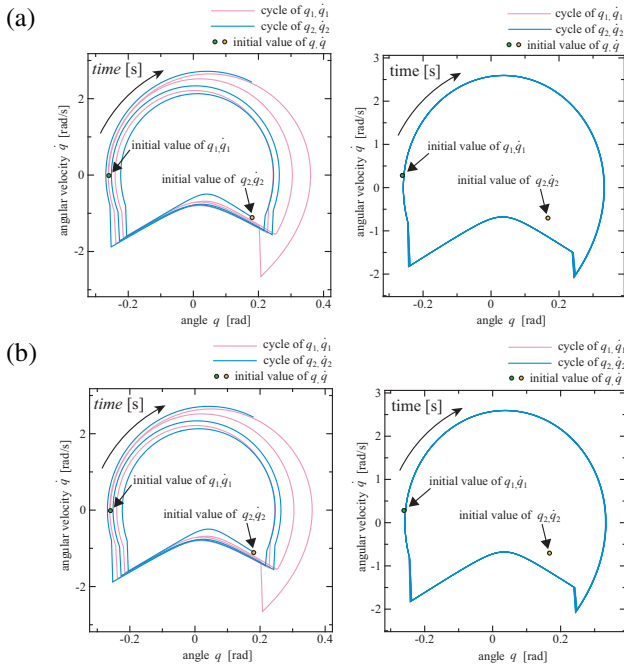 (a)
cycle of q₁, q̇₁
cycle of q₂, q̇₂
initial value of q, q̇
time [s]
initial value of q₁, q̇₁
initial value of q₂, q̇₂
angular velocity q̇ [rad/s]
2
0
-2
-0.2
0
0.2
0.4
angle q [rad]
cycle of q₁, q̇₁
cycle of q₂, q̇₂
initial value of q, q̇
time [s]
initial value of q₁, q̇₁
initial value of q₂, q̇₂
angular velocity q̇ [rad/s]
3
2
1
0
-1
-2
-0.2
0
0.2
angle q [rad]
(b)
cycle of q₁, q̇₁
cycle of q₂, q̇₂
initial value of q, q̇
time [s]
initial value of q₁, q̇₁
initial value of q₂, q̇₂
angular velocity q̇ [rad/s]
2
0
-2
-0.2
0
0.2
0.4
angle q [rad]
cycle of q₁, q̇₁
cycle of q₂, q̇₂
initial value of q, q̇
time [s]
initial value of q₁, q̇₁
initial value of q₂, q̇₂
angular velocity q̇ [rad/s]
3
2
1
0
-1
-2
-0.2
0
0.2
angle q [rad]